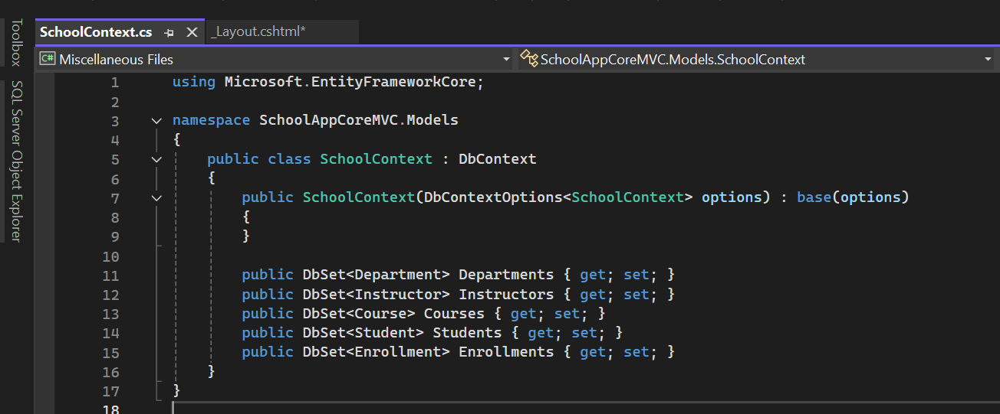 Toolbox
SQL Server Object Explorer
SchoolContext.cs
_Layout.cshtml*
C# Miscellaneous Files
SchoolAppCoreMVC.Models.SchoolContext
1 using Microsoft.EntityFrameworkCore;
2
3 namespace SchoolAppCoreMVC.Models
4 {
5     public class SchoolContext : DbContext
6     {
7         public SchoolContext(DbContextOptions<SchoolContext> options) : base(options)
8         {
9         }
10
11         public DbSet<Department> Departments { get; set; }
12         public DbSet<Instructor> Instructors { get; set; }
13         public DbSet<Course> Courses { get; set; }
14         public DbSet<Student> Students { get; set; }
15         public DbSet<Enrollment> Enrollments { get; set; }
16     }
17 }
18